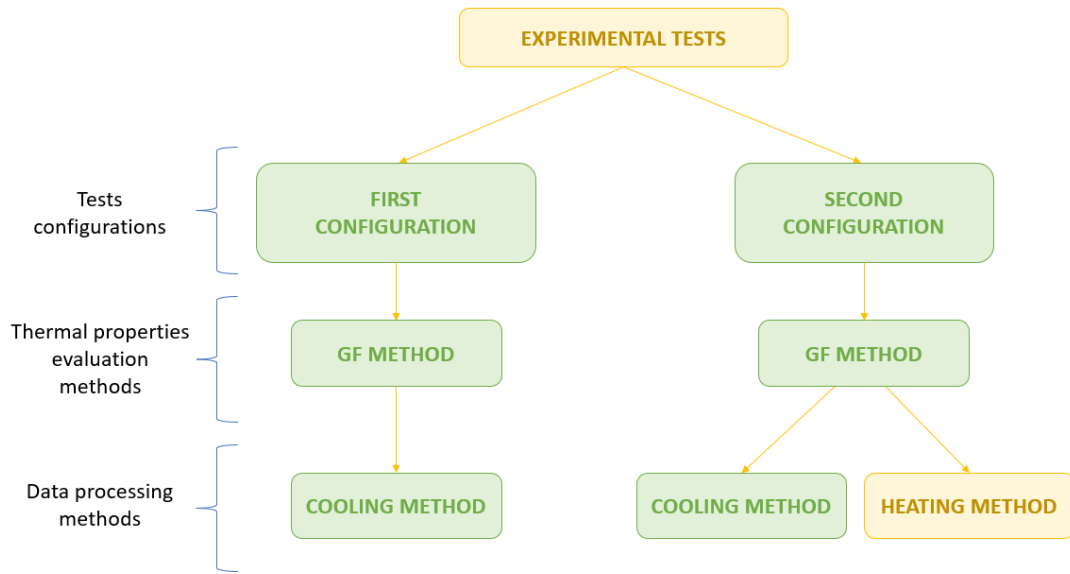 EXPERIMENTAL TESTS
Tests
configurations
FIRST
CONFIGURATION
SECOND
CONFIGURATION
Thermal properties
evaluation
methods
GF METHOD
GF METHOD
Data processing
methods
COOLING METHOD
COOLING METHOD
HEATING METHOD